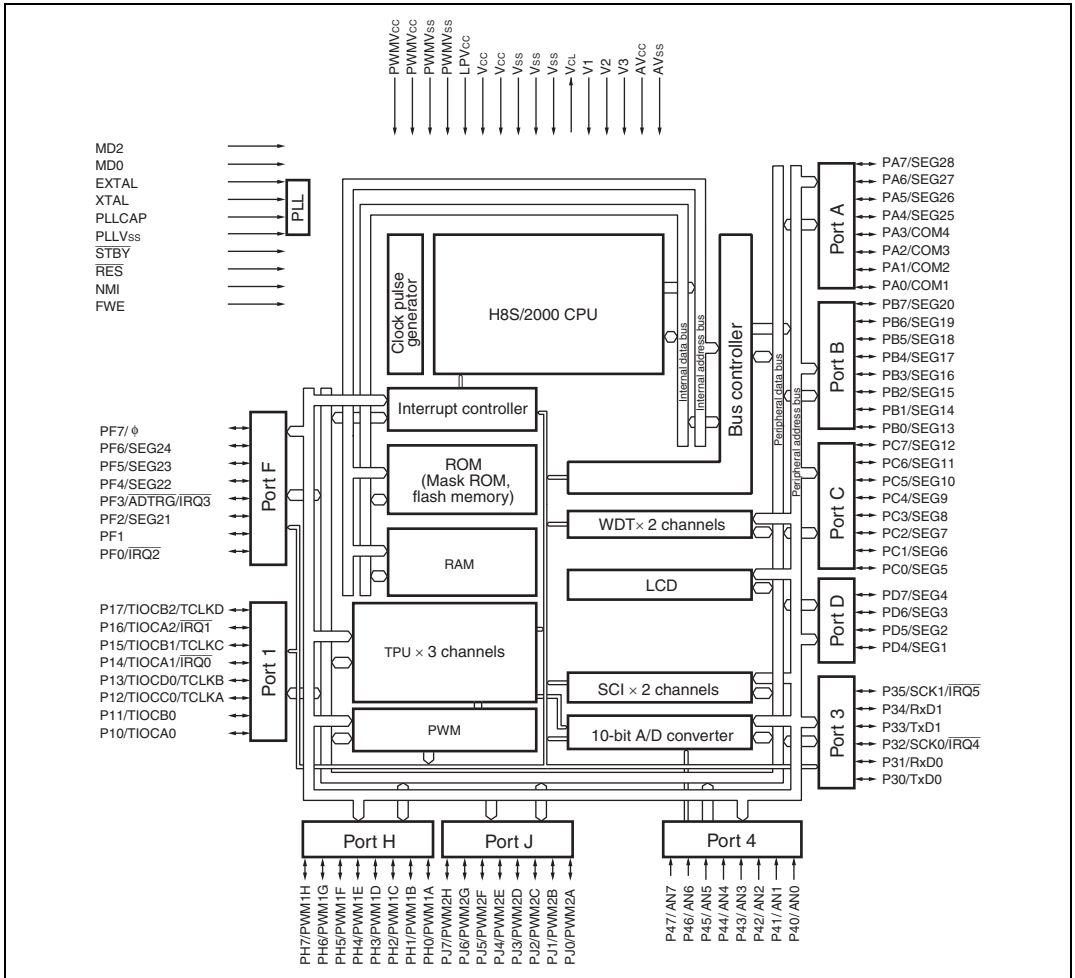 PWMVCC
PWMVCC
PWMVSS
PWMVSS
LPVCC
VCC
VCC
VSS
VSS
VSS
VCL
V1
V2
V3
AVCC
AVSS
MD2
MD0
EXTAL
XTAL
PLLCAP
PLLVSS
STBY
RES
NMI
FWE
PLL
Clock pulse
generator
H8S/2000 CPU
Internal data bus
Internal address bus
Bus controller
Peripheral data bus
Peripheral address bus
Interrupt controller
ROM
(Mask ROM,
flash memory)
RAM
TPU × 3 channels
PWM
WDT × 2 channels
LCD
SCI × 2 channels
10-bit A/D converter
Port A
PA7/SEG28
PA6/SEG27
PA5/SEG26
PA4/SEG25
PA3/COM4
PA2/COM3
PA1/COM2
PA0/COM1
Port B
PB7/SEG20
PB6/SEG19
PB5/SEG18
PB4/SEG17
PB3/SEG16
PB2/SEG15
PB1/SEG14
PB0/SEG13
Port C
PC7/SEG12
PC6/SEG11
PC5/SEG10
PC4/SEG9
PC3/SEG8
PC2/SEG7
PC1/SEG6
PC0/SEG5
Port D
PD7/SEG4
PD6/SEG3
PD5/SEG2
PD4/SEG1
Port 3
P35/SCK1/IRQ5
P34/RxD1
P33/TxD1
P32/SCK0/IRQ4
P31/RxD0
P30/TxD0
PF7/ φ
PF6/SEG24
PF5/SEG23
PF4/SEG22
PF3/ADTRG/IRQ3
PF2/SEG21
PF1
PF0/IRQ2
Port F
P17/TIOCB2/TCLKD
P16/TIOCA2/IRQ1
P15/TIOCB1/TCLKC
P14/TIOCA1/IRQ0
P13/TIOCD0/TCLKB
P12/TIOCC0/TCLKA
P11/TIOCB0
P10/TIOCA0
Port 1
Port H
PH7/PWM1H
PH6/PWM1G
PH5/PWM1F
PH4/PWM1E
PH3/PWM1D
PH2/PWM1C
PH1/PWM1B
PH0/PWM1A
Port J
PJ7/PWM2H
PJ6/PWM2G
PJ5/PWM2F
PJ4/PWM2E
PJ3/PWM2D
PJ2/PWM2C
PJ1/PWM2B
PJ0/PWM2A
Port 4
P47/ AN7
P46/ AN6
P45/ AN5
P44/ AN4
P43/ AN3
P42/ AN2
P41/ AN1
P40/ AN0